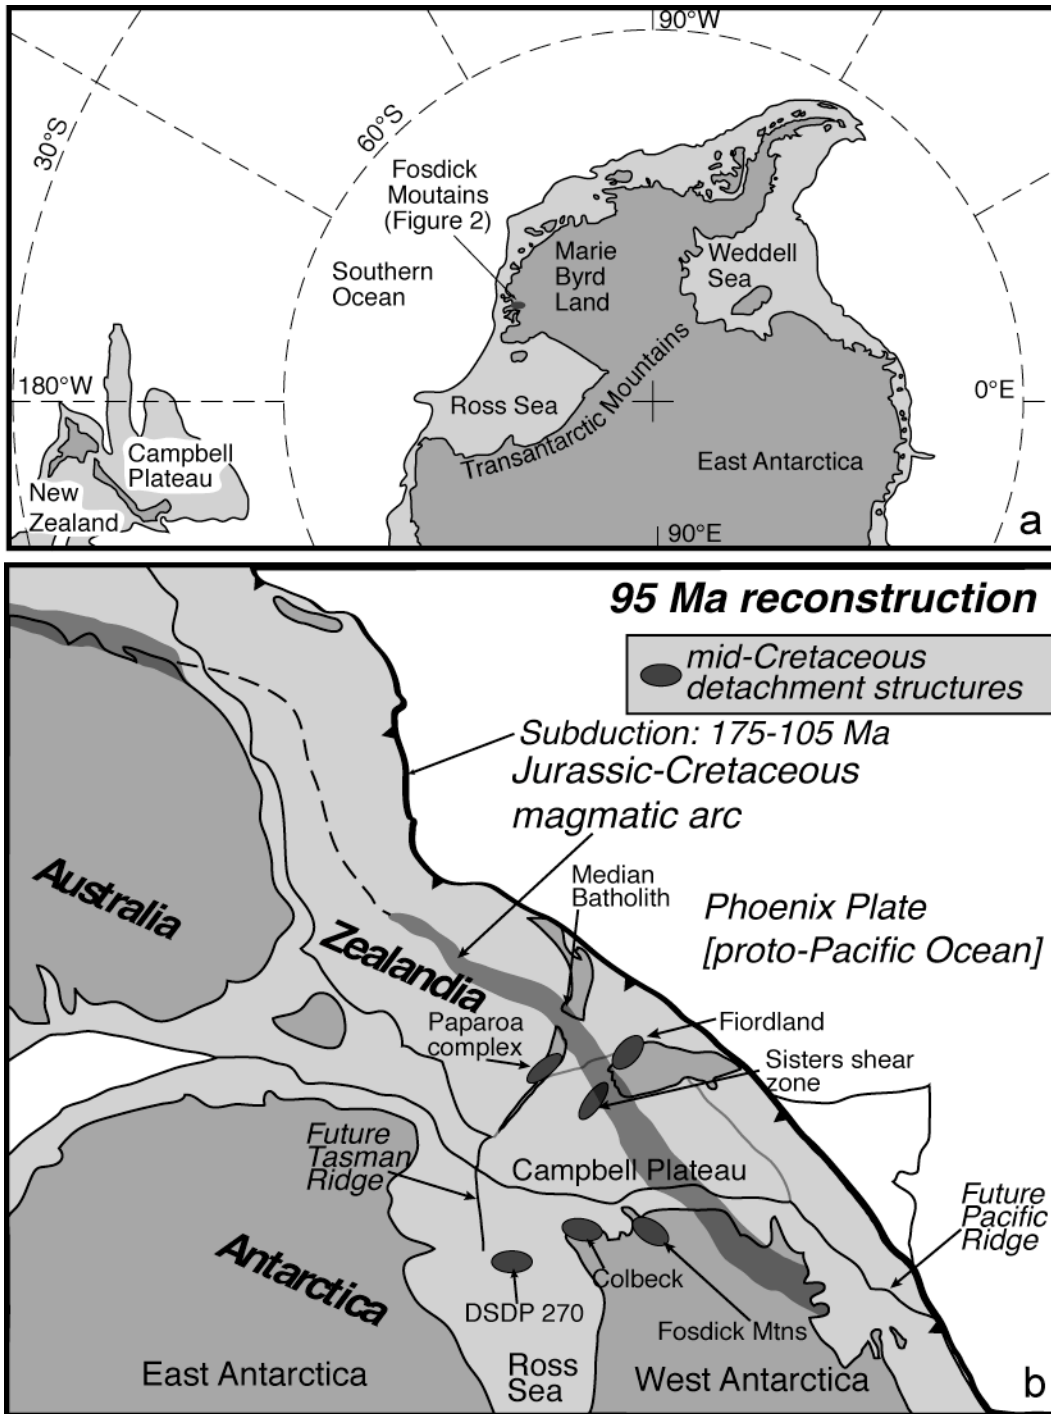 90°W
30°S
60°S
Fosdick
Moutains
(Figure 2)
Southern
Ocean
Marie
Byrd
Land
Weddell
Sea
180°W
0°E
Ross Sea
Transantarctic Mountains
Campbell
Plateau
East Antarctica
New
Zealand
90°E
a
95 Ma reconstruction
mid-Cretaceous
detachment structures
Subduction: 175-105 Ma
Jurassic-Cretaceous
magmatic arc
Median
Batholith
Australia
Phoenix Plate
[proto-Pacific Ocean]
Zealandia
Paparoa
complex
Fiordland
Sisters shear
zone
Future
Tasman
Ridge
Campbell Plateau
Future
Pacific
Ridge
Antarctica
Colbeck
DSDP 270
Fosdick Mtns
East Antarctica
Ross
Sea
West Antarctica
b